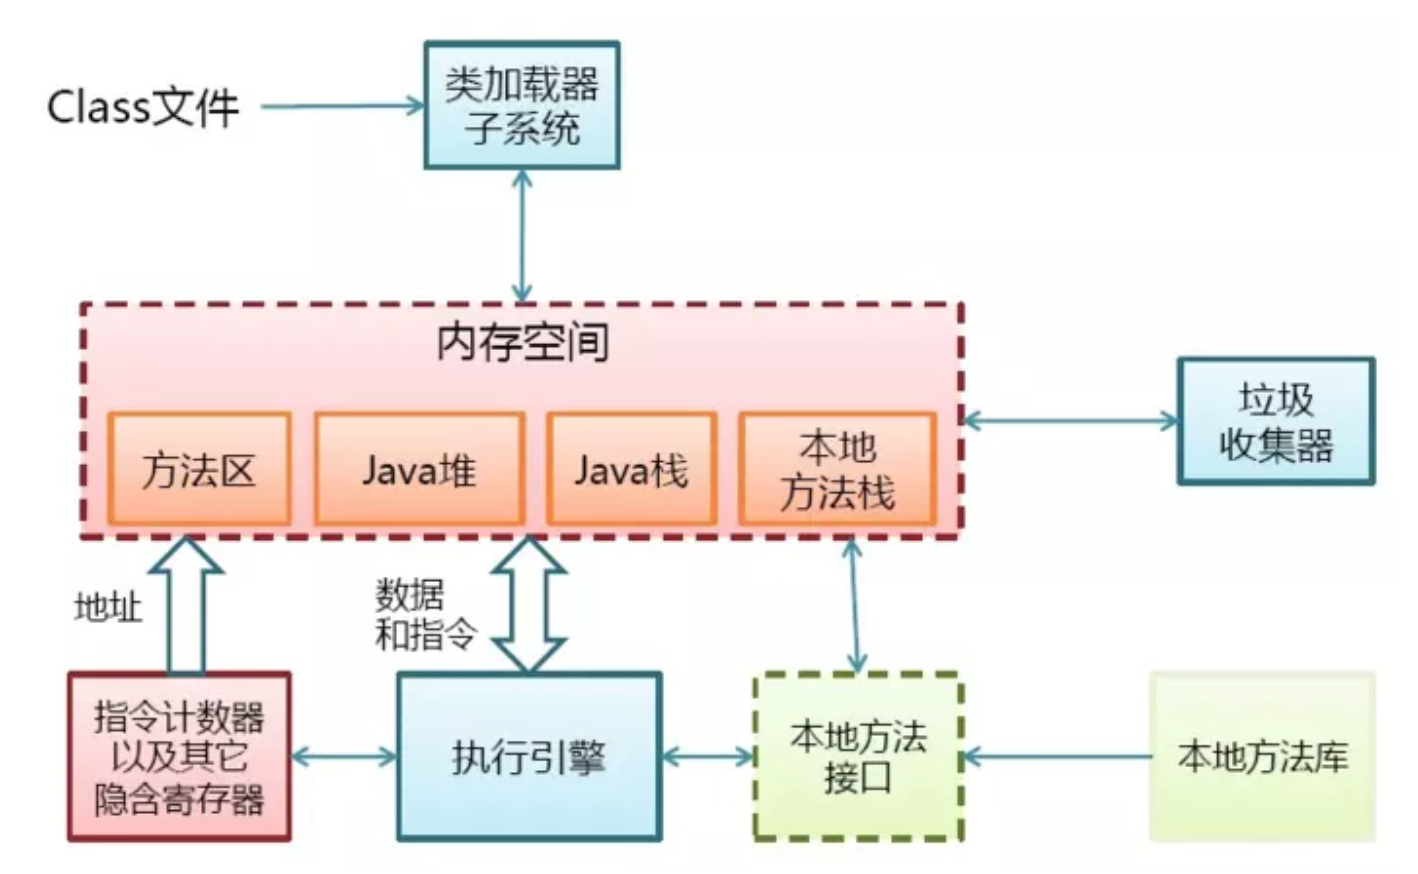 Class文件
类加载器
子系统
内存空间
方法区
Java堆
Java栈
本地
方法栈
垃圾
收集器
地址
数据
和指令
指令计数器
以及其它
隐含寄存器
执行引擎
本地方法
接口
本地方法库